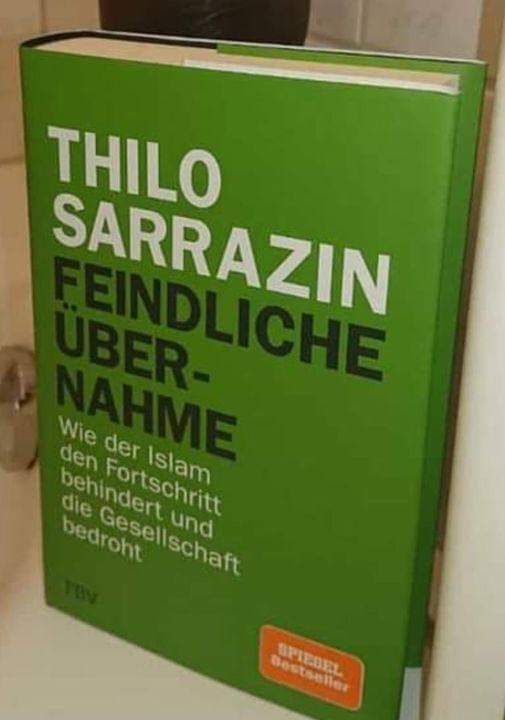 THILO
SARRAZIN
FEINDLICHE
ÜBER-
NAHME
Wie der Islam
den Fortschritt
behindert und
die Gesellschaft
bedroht
FBV
SPIEGEL
Bestseller